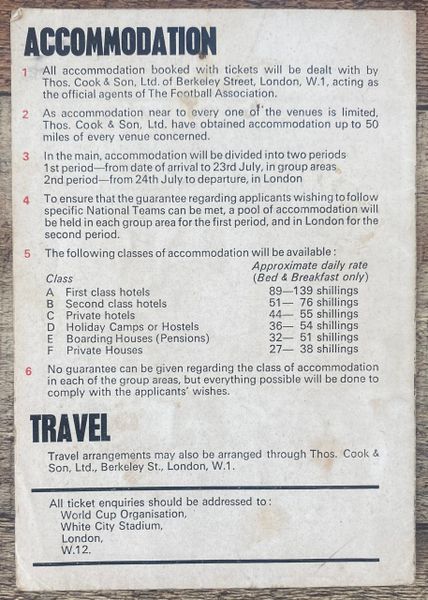 ACCOMMODATION
1 All accommodation booked with tickets will be dealt with by
Thos. Cook & Son, Ltd. of Berkeley Street, London, W.1, acting as
the official agents of The Football Association.
2 As accommodation near to every one of the venues is limited,
Thos. Cook & Son, Ltd. have obtained accommodation up to 50
miles of every venue concerned.
3 In the main, accommodation will be divided into two periods
1st period—from date of arrival to 23rd July, in group areas
2nd period—from 24th July to departure, in London
4 To ensure that the guarantee regarding applicants wishing to follow
specific National Teams can be met, a pool of accommodation will
be held in each group area for the first period, and in London for the
second period.
5 The following classes of accommodation will be available:
Approximate daily rate
Class (Bed & Breakfast only)
A First class hotels 89—139 shillings
B Second class hotels 51— 76 shillings
C Private hotels 44— 55 shillings
D Holiday Camps or Hostels 36— 54 shillings
E Boarding Houses (Pensions) 32— 51 shillings
F Private Houses 27— 38 shillings
6 No guarantee can be given regarding the class of accommodation
in each of the group areas, but everything possible will be done to
comply with the applicants' wishes.
TRAVEL
Travel arrangements may also be arranged through Thos. Cook &
Son, Ltd., Berkeley St., London, W.1.
All ticket enquiries should be addressed to:
World Cup Organisation,
White City Stadium,
London,
W.12.